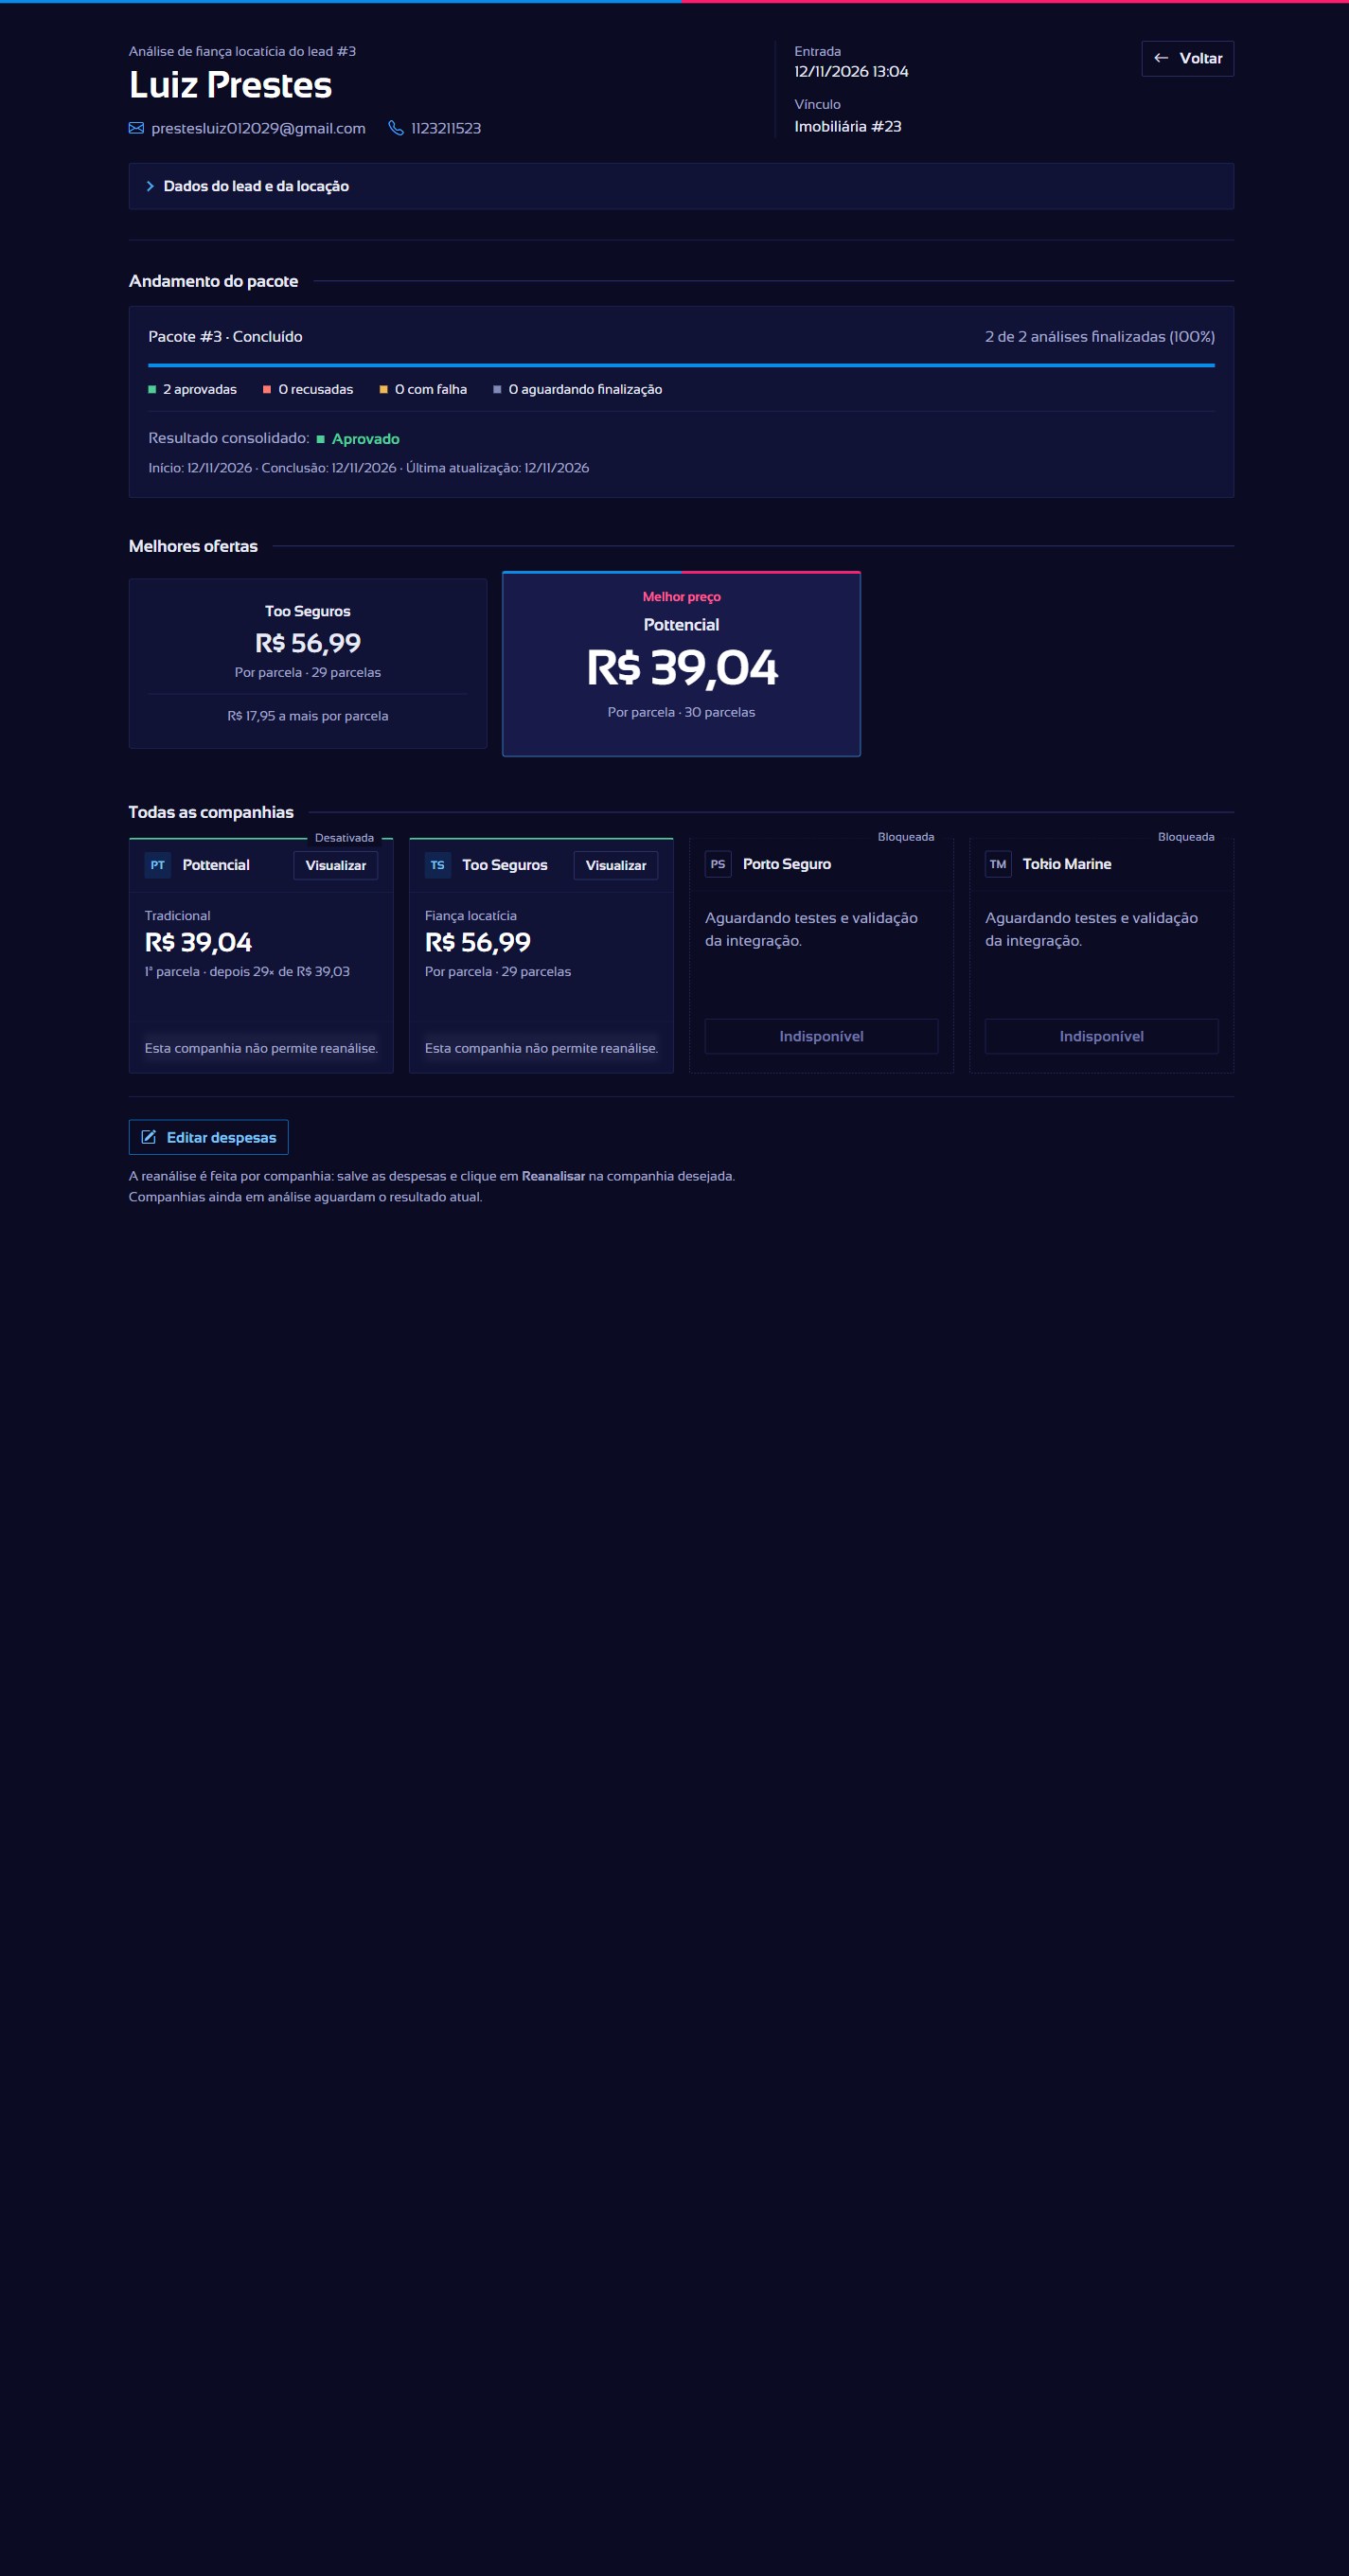 Análise de fiança locatícia do lead #3
Luiz Prestes
prestesluiz012029@gmail.com 1123211523
Entrada
12/11/2026 13:04
Vínculo
Imobiliária #23
Voltar
Dados do lead e da locação
Andamento do pacote
Pacote #3 · Concluído 2 de 2 análises finalizadas (100%)
2 aprovadas 0 recusadas 0 com falha 0 aguardando finalização
Resultado consolidado: Aprovado
Início: 12/11/2026 · Conclusão: 12/11/2026 · Última atualização: 12/11/2026
Melhores ofertas
Too Seguros
R$ 56,99
Por parcela · 29 parcelas
R$ 17,95 a mais por parcela
Melhor preço
Pottencial
R$ 39,04
Por parcela · 30 parcelas
Todas as companhias
Desativada
PT Pottencial Visualizar
Tradicional
R$ 39,04
1ª parcela · depois 29× de R$ 39,03
Esta companhia não permite reanálise.
TS Too Seguros Visualizar
Fiança locatícia
R$ 56,99
Por parcela · 29 parcelas
Esta companhia não permite reanálise.
Bloqueada
PS Porto Seguro
Aguardando testes e validação
da integração.
Indisponível
Bloqueada
TM Tokio Marine
Aguardando testes e validação
da integração.
Indisponível
Editar despesas
A reanálise é feita por companhia: salve as despesas e clique em Reanalisar na companhia desejada.
Companhias ainda em análise aguardam o resultado atual.